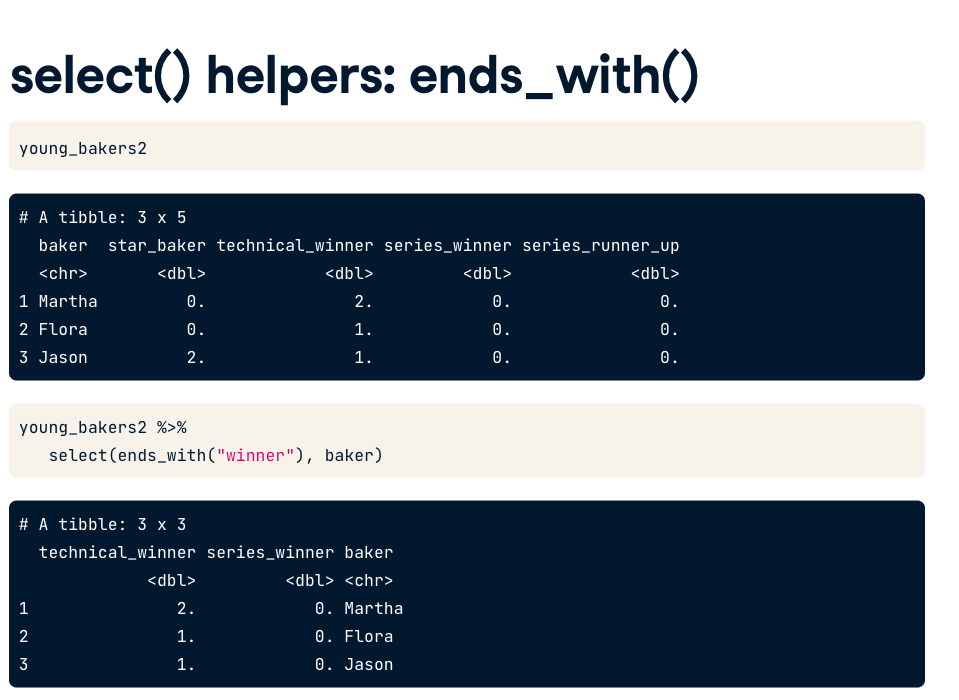 select() helpers: ends_with()
young_bakers2
# A tibble: 3 x 5
  baker  star_baker technical_winner series_winner series_runner_up
  <chr>       <dbl>            <dbl>         <dbl>            <dbl>
1 Martha         0.               2.            0.               0.
2 Flora          0.               1.            0.               0.
3 Jason          2.               1.            0.               0.
young_bakers2 %>%
   select(ends_with("winner"), baker)
# A tibble: 3 x 3
  technical_winner series_winner baker
             <dbl>         <dbl> <chr>
1               2.            0. Martha
2               1.            0. Flora
3               1.            0. Jason